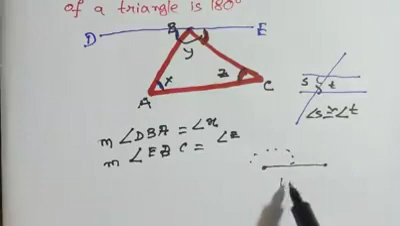 of a triangle is 180°
D B E
y
x z
A C
s t
∠s ≅ ∠t
m ∠DBA = ∠x
m ∠EBC = ∠z